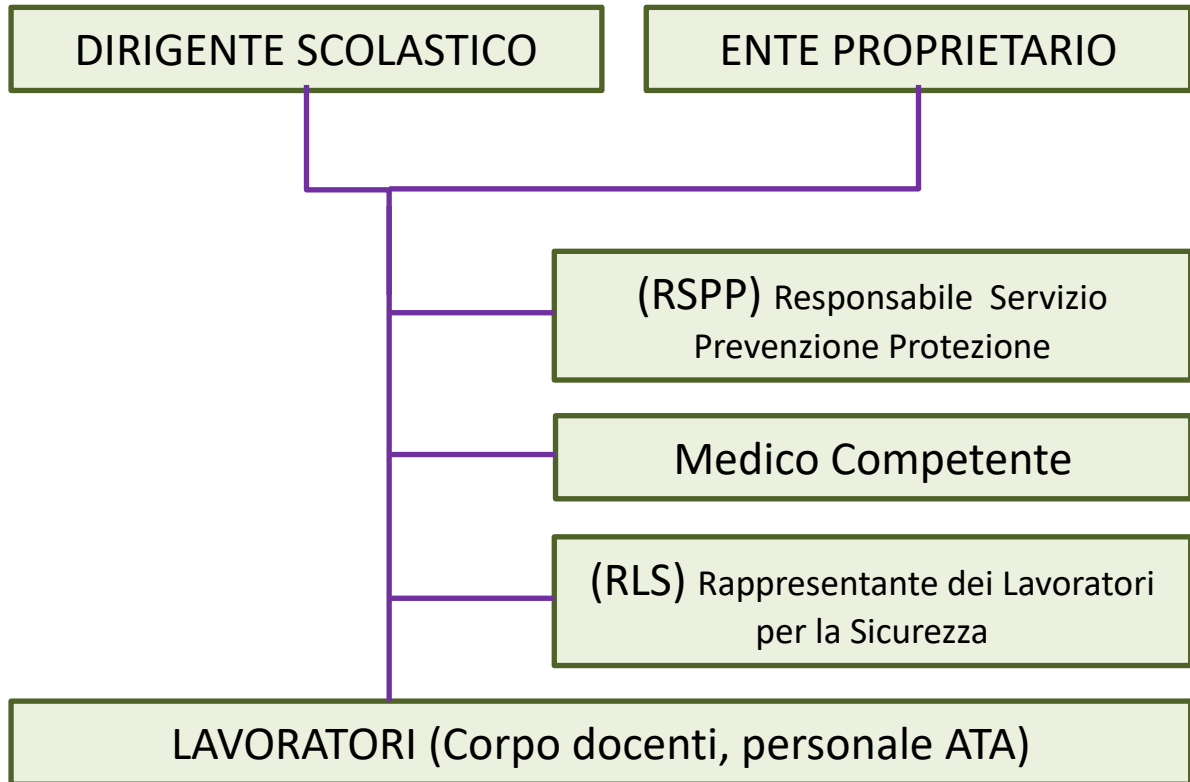 DIRIGENTE SCOLASTICO
ENTE PROPRIETARIO
(RSPP) Responsabile Servizio
Prevenzione Protezione
Medico Competente
(RLS) Rappresentante dei Lavoratori
per la Sicurezza
LAVORATORI (Corpo docenti, personale ATA)